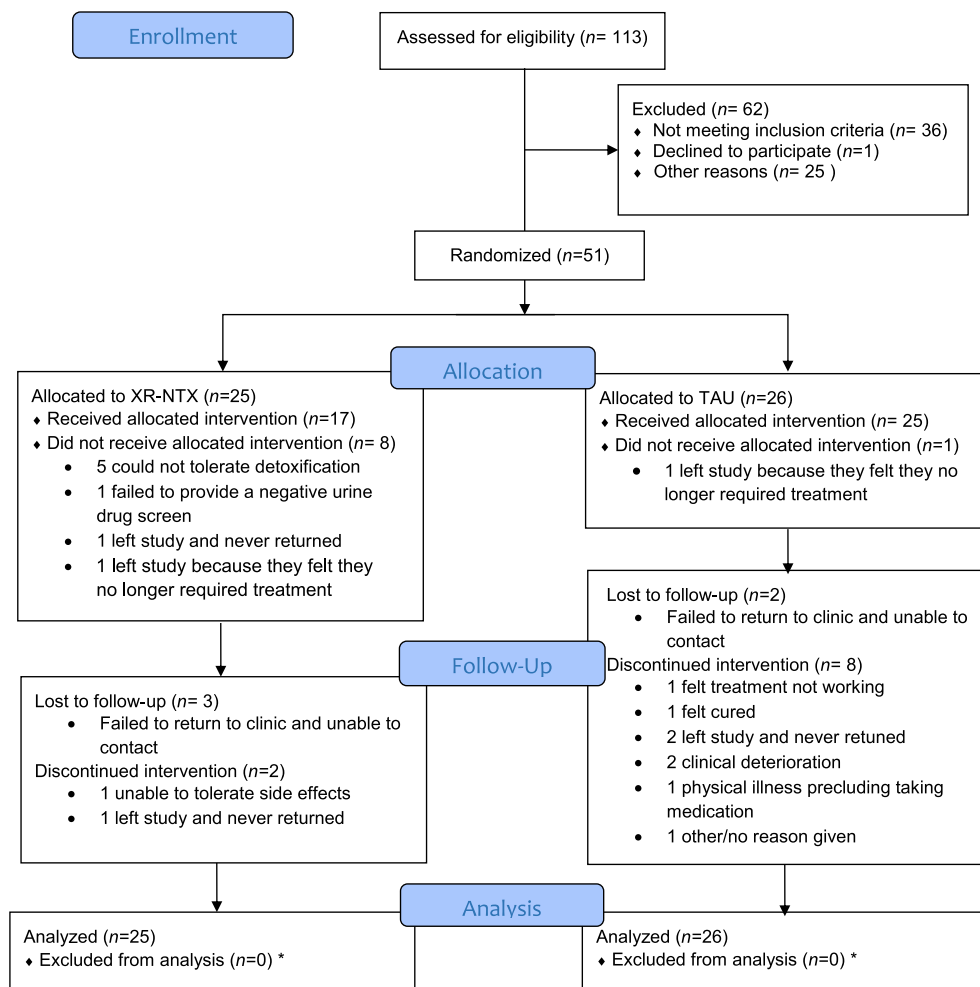 Enrollment
Assessed for eligibility (n= 113)
Excluded (n= 62)
♦ Not meeting inclusion criteria (n= 36)
♦ Declined to participate (n=1)
♦ Other reasons (n= 25 )
Randomized (n=51)
Allocation
Allocated to XR-NTX (n=25)
♦ Received allocated intervention (n=17)
♦ Did not receive allocated intervention (n= 8)
• 5 could not tolerate detoxification
• 1 failed to provide a negative urine
drug screen
• 1 left study and never returned
• 1 left study because they felt they
no longer required treatment
Allocated to TAU (n=26)
♦ Received allocated intervention (n= 25)
♦ Did not receive allocated intervention (n=1)
• 1 left study because they felt they no
longer required treatment
Follow-Up
Lost to follow-up (n= 3)
• Failed to return to clinic and unable to
contact
Discontinued intervention (n=2)
• 1 unable to tolerate side effects
• 1 left study and never returned
Lost to follow-up (n=2)
• Failed to return to clinic and unable to
contact
Discontinued intervention (n= 8)
• 1 felt treatment not working
• 1 felt cured
• 2 left study and never retuned
• 2 clinical deterioration
• 1 physical illness precluding taking
medication
• 1 other/no reason given
Analysis
Analyzed (n=25)
♦ Excluded from analysis (n=0) *
Analyzed (n=26)
♦ Excluded from analysis (n=0) *